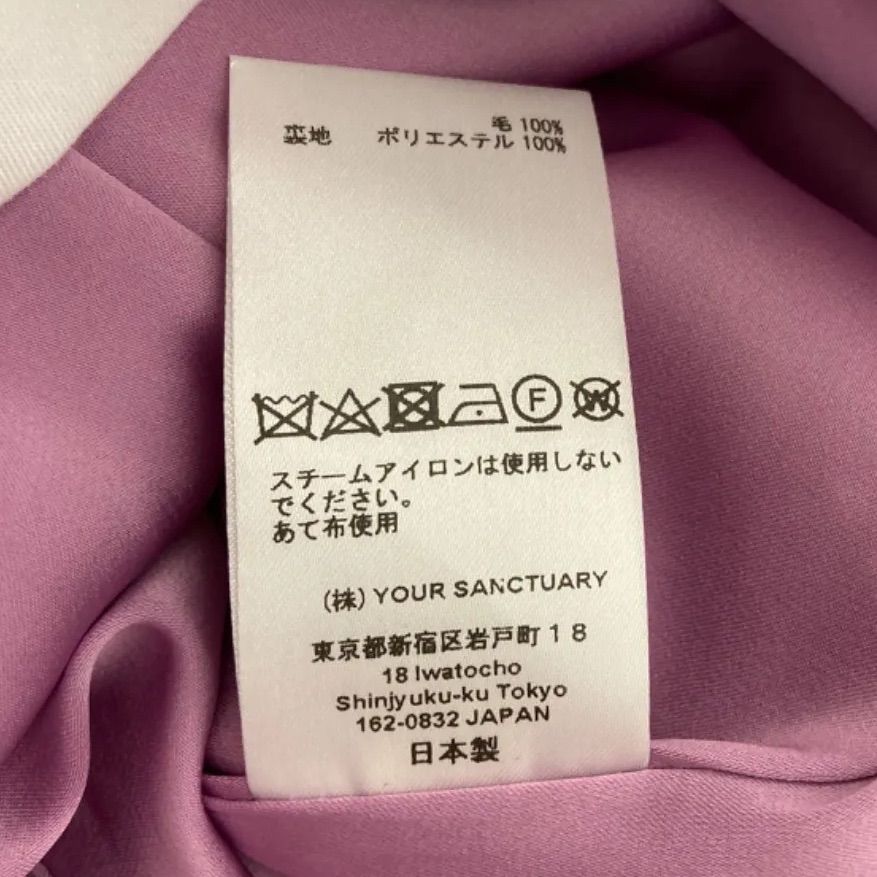 毛 100%
裏地 ポリエステル 100%
F W
スチームアイロンは使用しない
でください。
あて布使用
(株) YOUR SANCTUARY
東京都新宿区岩戸町１８
18 Iwatocho
Shinjyuku-ku Tokyo
162-0832 JAPAN
日本製